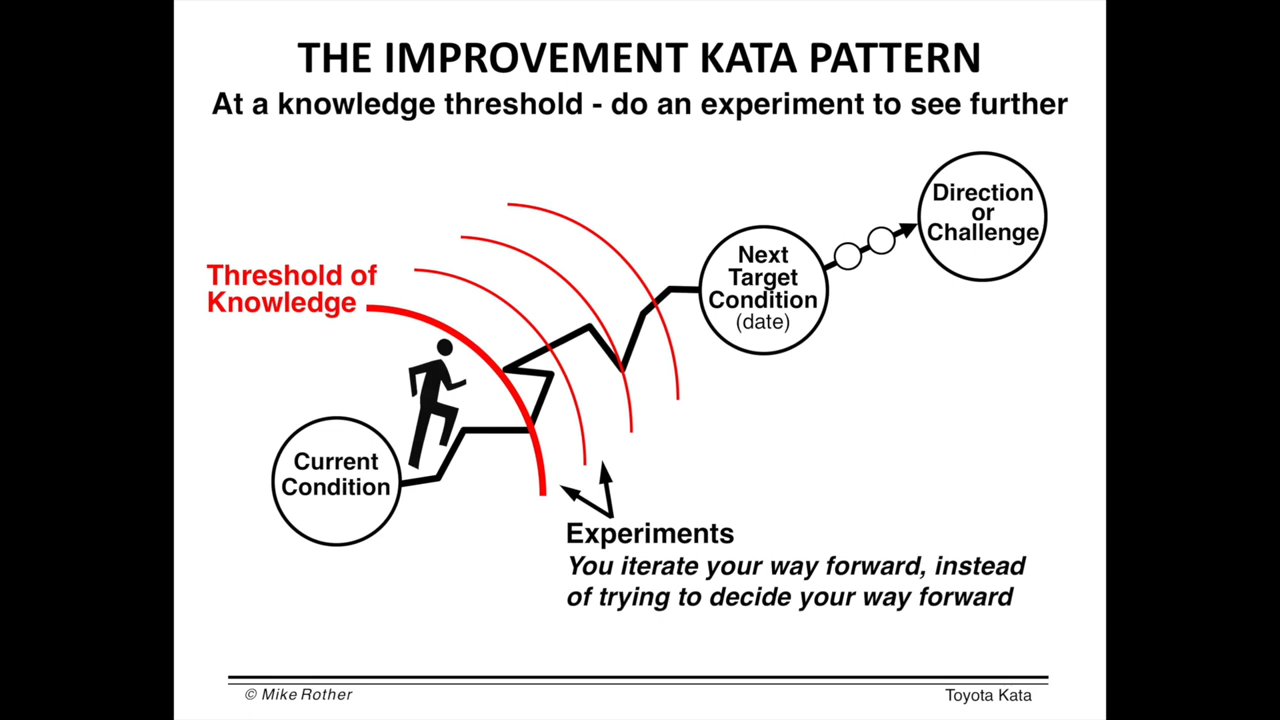 THE IMPROVEMENT KATA PATTERN
At a knowledge threshold - do an experiment to see further
Direction
or
Challenge
Next
Target
Condition
(date)
Threshold of
Knowledge
Current
Condition
Experiments
You iterate your way forward, instead
of trying to decide your way forward
© Mike Rother
Toyota Kata